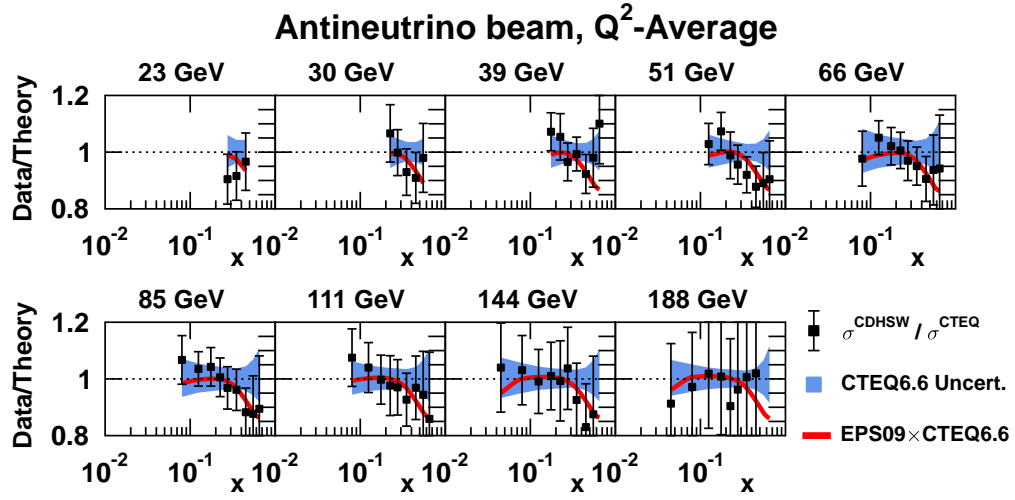 Antineutrino beam, Q²-Average
23 GeV 30 GeV 39 GeV 51 GeV 66 GeV
Data/Theory
1.2
1
0.8
10⁻² 10⁻¹ 10⁻² 10⁻¹ 10⁻² 10⁻¹ 10⁻² 10⁻¹ 10⁻² 10⁻¹
x x x x x
85 GeV 111 GeV 144 GeV 188 GeV
Data/Theory
1.2
1
0.8
10⁻² 10⁻¹ 10⁻² 10⁻¹ 10⁻² 10⁻¹ 10⁻² 10⁻¹
x x x x
σ^CDHSW / σ^CTEQ
CTEQ6.6 Uncert.
EPS09×CTEQ6.6